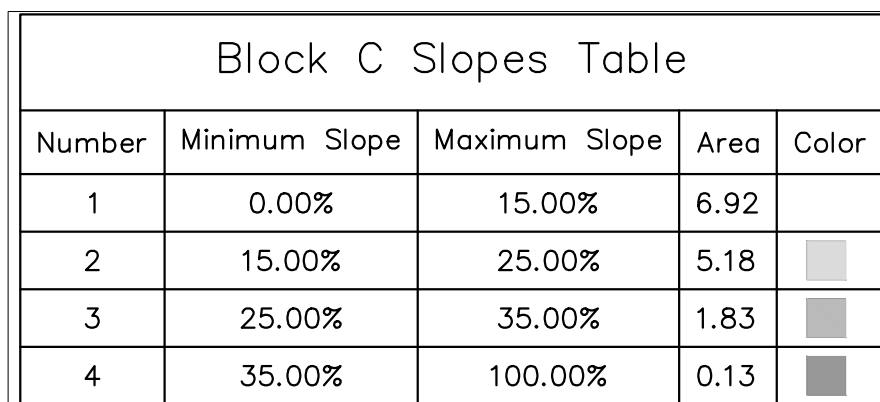 Block C Slopes Table
Number Minimum Slope Maximum Slope Area Color
1 0.00% 15.00% 6.92
2 15.00% 25.00% 5.18
3 25.00% 35.00% 1.83
4 35.00% 100.00% 0.13